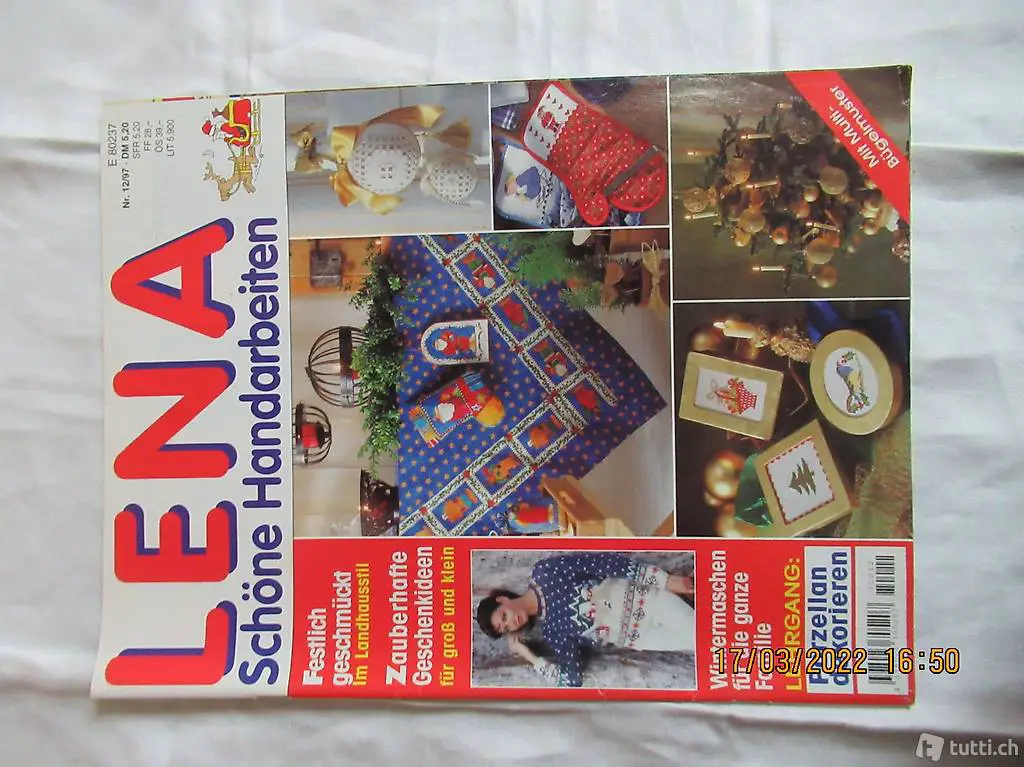 E 80237
Nr. 12/97 - DM 5,20
SFR 5.20
FF 28,-
ÖS 39,-
LIT 5.900
LENA
Schöne Handarbeiten
Mit Multi-
Bügelmuster
Festlich
geschmückt
Im Landhausstil
Zauberhafte
Geschenkideen
für groß und klein
Wintermaschen
für die ganze
LEHRGANG:
Porzellan
dekorieren
17/03/2022 16:50
tutti.ch